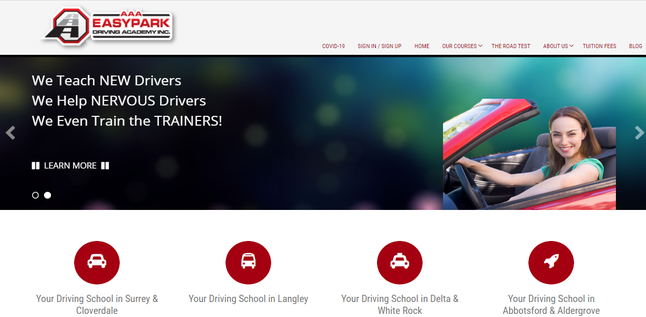 AAA
EASYPARK
DRIVING ACADEMY INC.
COVID-19 SIGN IN / SIGN UP HOME OUR COURSES THE ROAD TEST ABOUT US TUITION FEES BLOG
We Teach NEW Drivers
We Help NERVOUS Drivers
We Even Train the TRAINERS!
LEARN MORE
Your Driving School in Surrey &
Cloverdale
Your Driving School in Langley
Your Driving School in Delta &
White Rock
Your Driving School in
Abbotsford & Aldergrove